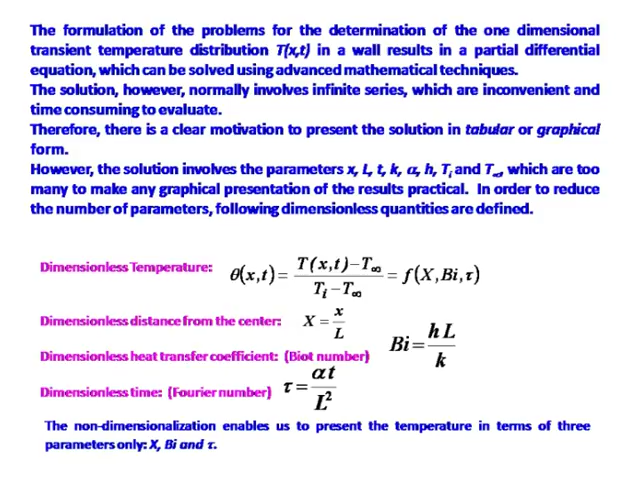 The formulation of the problems for the determination of the one dimensional
transient temperature distribution T(x,t) in a wall results in a partial differential
equation, which can be solved using advanced mathematical techniques.
The solution, however, normally involves infinite series, which are inconvenient and
time consuming to evaluate.
Therefore, there is a clear motivation to present the solution in tabular or graphical
form.
However, the solution involves the parameters x, L, t, k, α, h, Tᵢ and T∞, which are too
many to make any graphical presentation of the results practical. In order to reduce
the number of parameters, following dimensionless quantities are defined.
Dimensionless Temperature: θ(x,t) = (T(x,t) − T∞) / (Tᵢ − T∞) = f(X, Bi, τ)
Dimensionless distance from the center: X = x / L
Dimensionless heat transfer coefficient: (Biot number) Bi = hL / k
Dimensionless time: (Fourier number) τ = αt / L²
The non-dimensionalization enables us to present the temperature in terms of three
parameters only: X, Bi and τ.